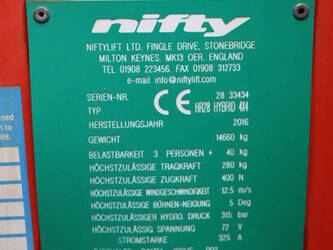 nifty
NIFTYLIFT LTD. FINGLE DRIVE, STONEBRIDGE
MILTON KEYNES, MK13 OER. ENGLAND
TEL 01908 223456. FAX 01908 312733
e-mail info@niftylift.com
SERIEN-NR. 28 33434
TYP CE HR28 HYBRID 4X4
HERSTELLUNGSJAHR 2016
GEWICHT 14660 kg
BELASTBARKEIT 3 PERSONEN + 40 kg
HÖCHSTZULÄSSIGE TRAGKRAFT 280 kg
HÖCHSTZULÄSSIGE ZUGKRAFT 400 N
HÖCHSTZULÄSSIGE WINDGESCHWINDIGKEIT 12.5 m/s
HÖCHSTZULÄSSIGE BÜHNEN-NEIGUNG 5 Deg
HÖCHSTZULÄSSIGER HYDRO. DRUCK 315 bar
HÖCHSTZULÄSSIG SPANNUNG 72 V
STROMSTÄRKE 325 A